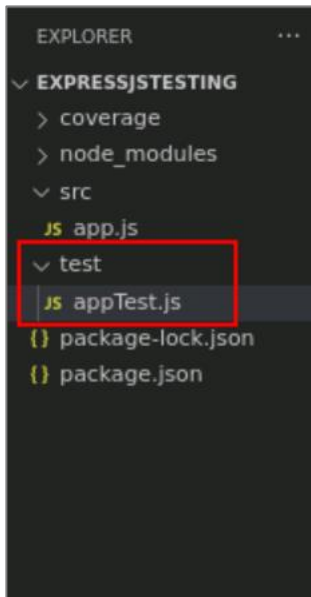 EXPLORER ...
EXPRESSJSTESTING
coverage
node_modules
src
JS app.js
test
JS appTest.js
{} package-lock.json
{} package.json